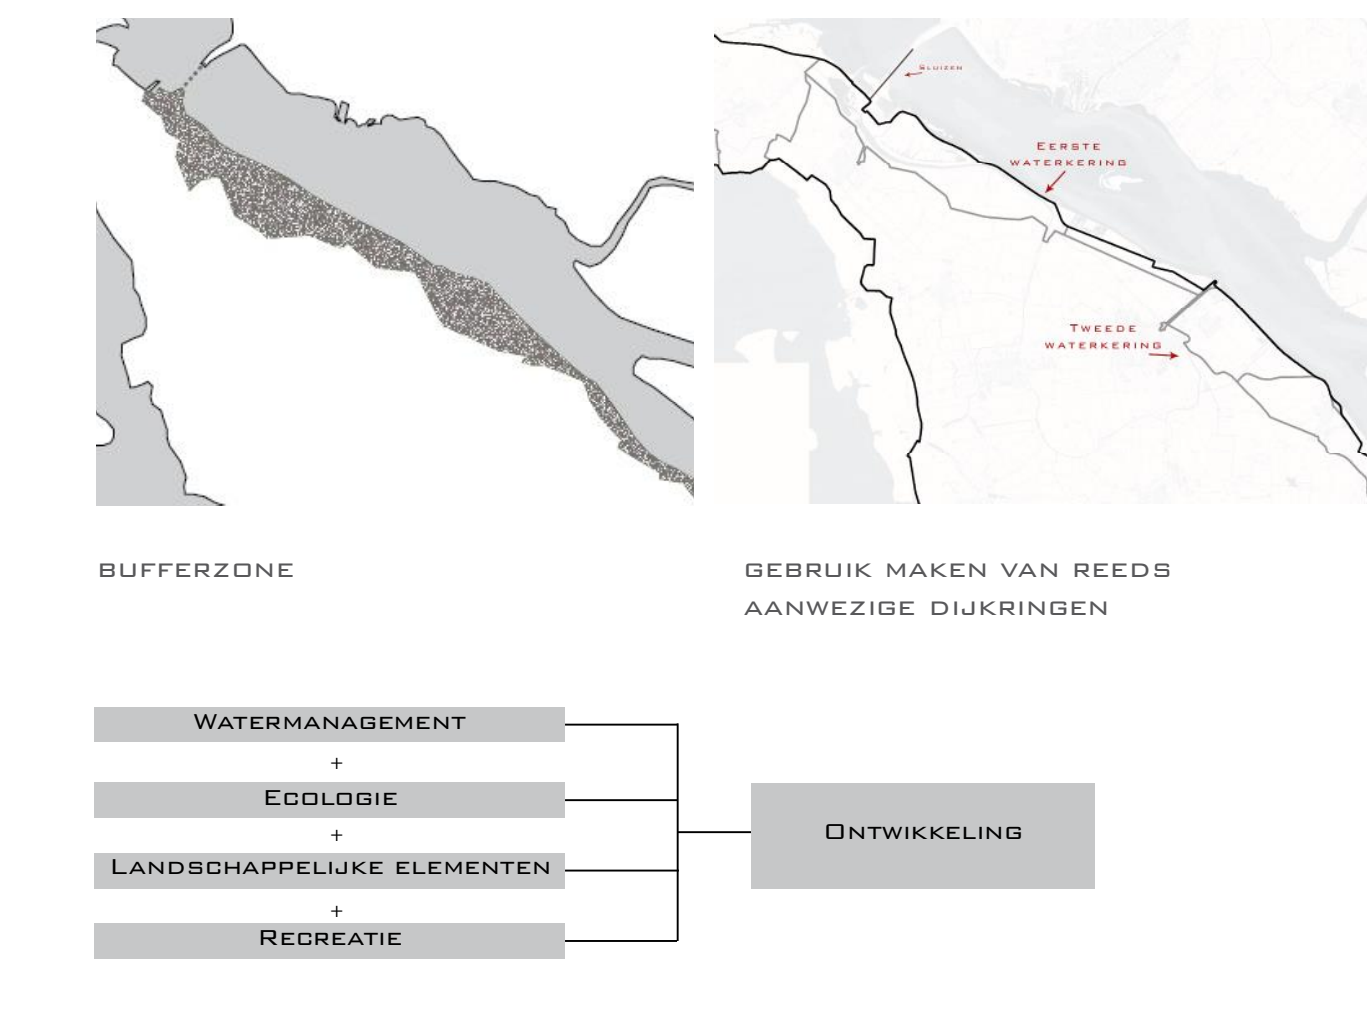 Sluizen
Eerste
waterkering
Tweede
waterkering
bufferzone
gebruik maken van reeds
aanwezige dijkringen
Watermanagement
+
Ecologie
+
Landschappelijke elementen
+
Recreatie
Ontwikkeling